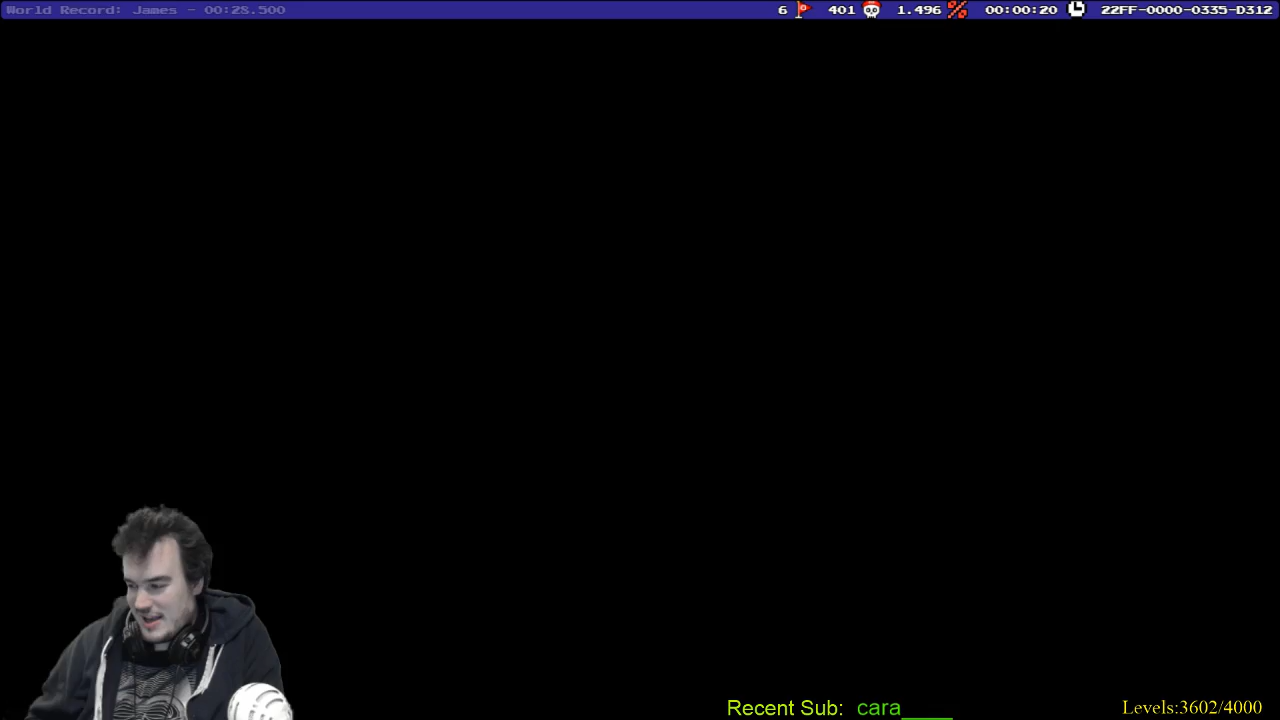 World Record: James - 00:28.500 6 401 1.496 % 00:00:20 22FF-0000-0335-D312
Recent Sub: cara____ Levels:3602/4000